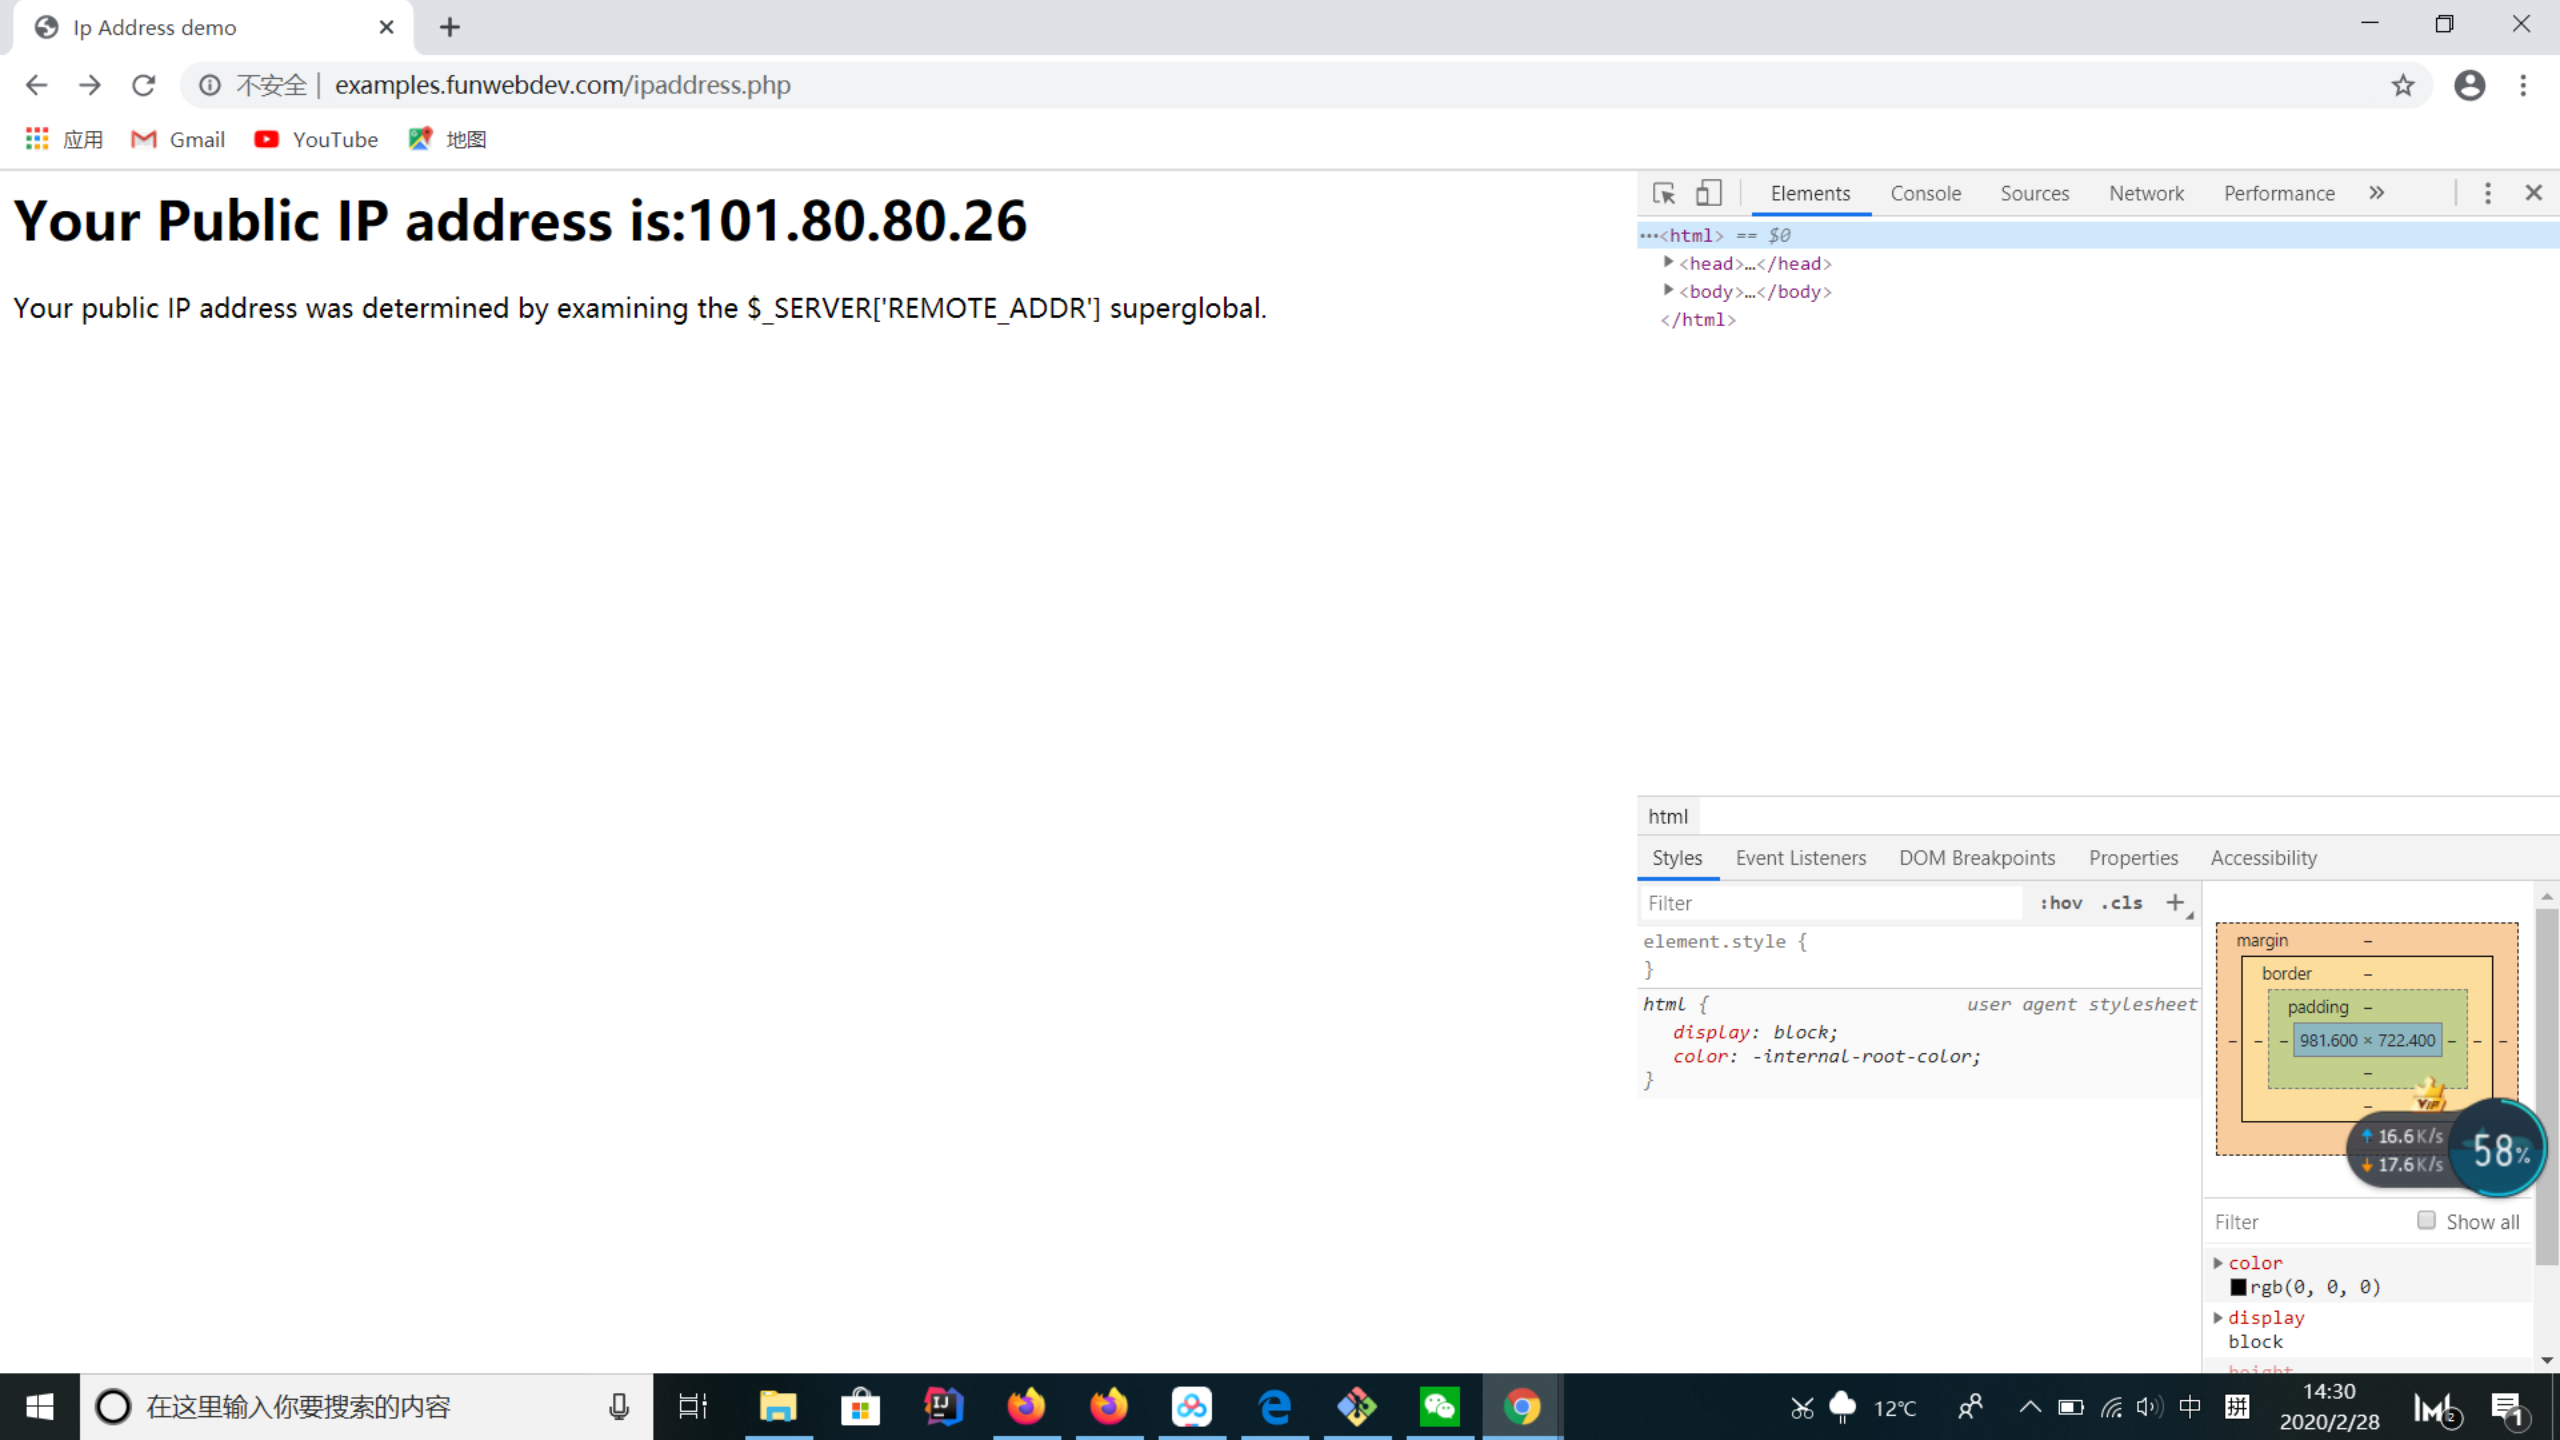 Ip Address demo
不安全 | examples.funwebdev.com/ipaddress.php
应用 Gmail YouTube 地图
Your Public IP address is:101.80.80.26
Your public IP address was determined by examining the $_SERVER['REMOTE_ADDR'] superglobal.
Elements Console Sources Network Performance »
…<html> == $0
<head>…</head>
<body>…</body>
</html>
html
Styles Event Listeners DOM Breakpoints Properties Accessibility
Filter :hov .cls +
element.style {
}
html { user agent stylesheet
display: block;
color: -internal-root-color;
}
margin –
border –
padding –
– – – 981.600 × 722.400 – – –
–
–
VIP
16.6K/s
17.6K/s
58%
Filter Show all
color
rgb(0, 0, 0)
display
block
height
在这里输入你要搜索的内容
IJ
12°C
中
拼
14:30
2020/2/28
2
1